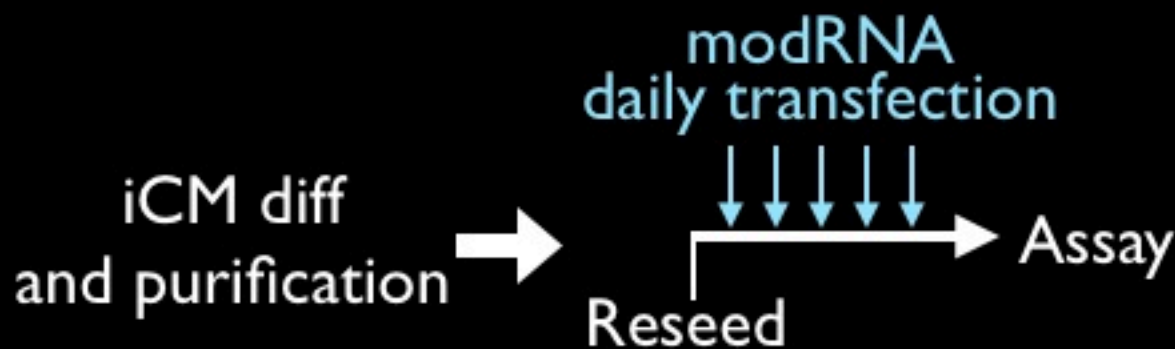 modRNA
daily transfection
iCM diff
and purification
Assay
Reseed